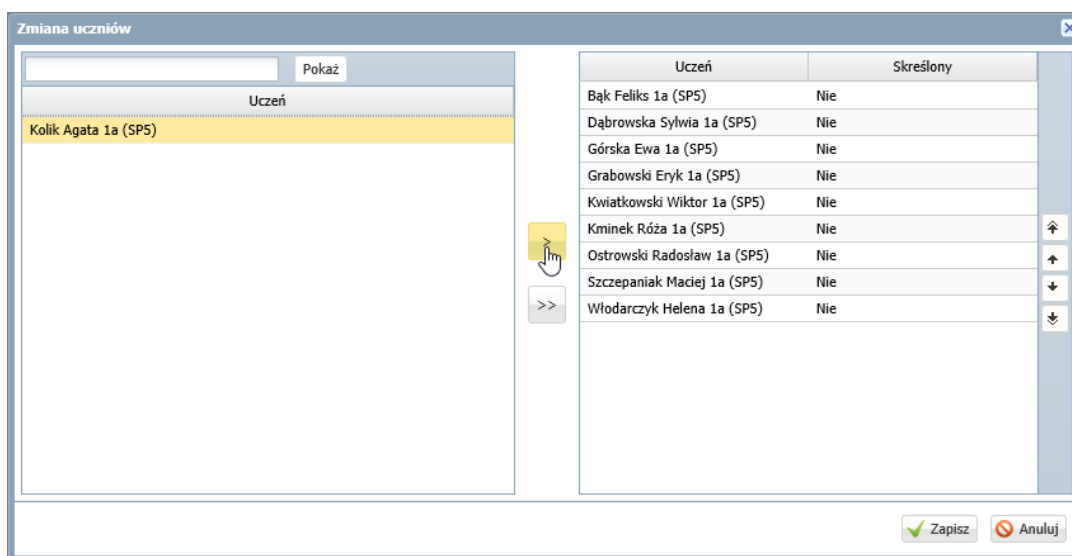 Zmiana uczniów
Pokaż
Uczeń
Kolik Agata 1a (SP5)
>
>>
Uczeń Skreślony
Bąk Feliks 1a (SP5) Nie
Dąbrowska Sylwia 1a (SP5) Nie
Górska Ewa 1a (SP5) Nie
Grabowski Eryk 1a (SP5) Nie
Kwiatkowski Wiktor 1a (SP5) Nie
Kminek Róża 1a (SP5) Nie
Ostrowski Radosław 1a (SP5) Nie
Szczepaniak Maciej 1a (SP5) Nie
Włodarczyk Helena 1a (SP5) Nie
Zapisz Anuluj